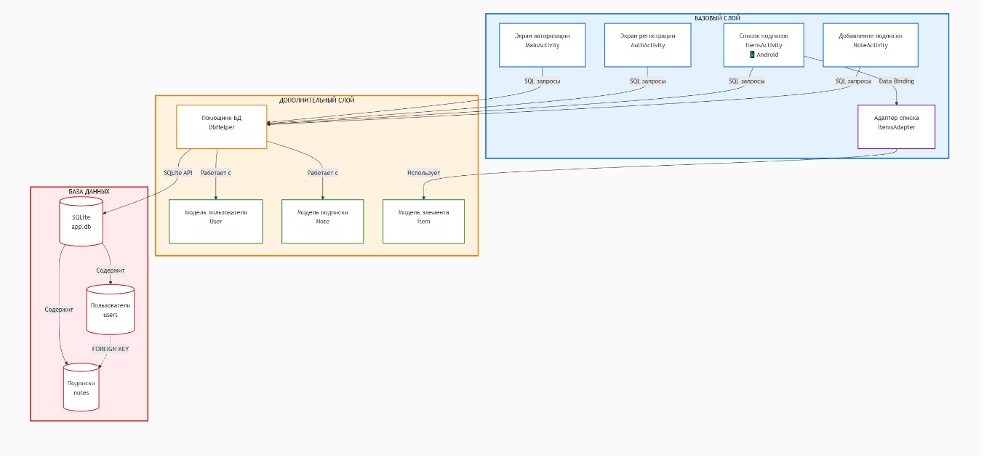 БАЗОВЫЙ СЛОЙ
Экран авторизации
MainActivity
Экран регистрации
AuthActivity
Список подписок
ItemsActivity
📱 Android
Добавление подписки
NoteActivity
SQL запросы
SQL запросы
SQL запросы
SQL запросы
Data Binding
Адаптер списка
ItemsAdapter
ДОПОЛНИТЕЛЬНЫЙ СЛОЙ
Помощник БД
DbHelper
SQLite API
Работает с
Работает с
Использует
Модель пользователя
User
Модель подписки
Note
Модель элемента
Item
БАЗА ДАННЫХ
SQLite
app.db
Содержит
Содержит
Пользователи
users
FOREIGN KEY
Подписки
notes